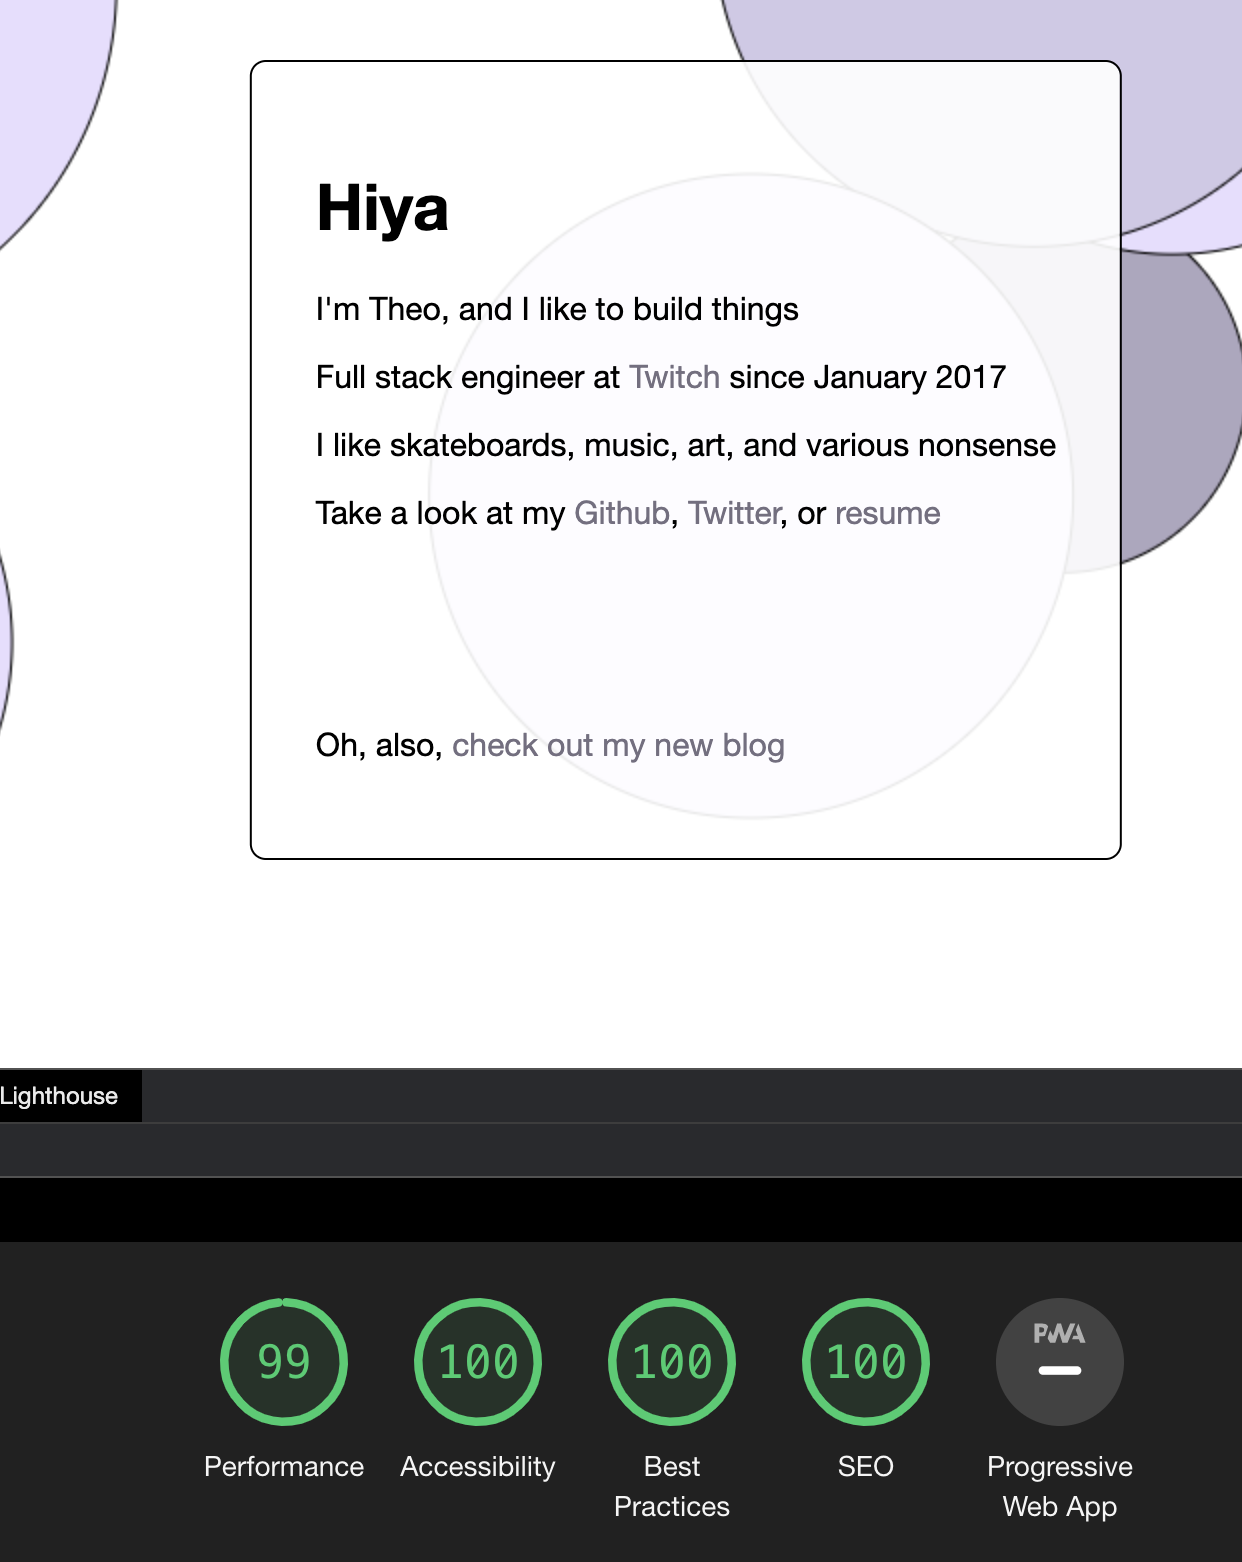 Hiya
I'm Theo, and I like to build things
Full stack engineer at Twitch since January 2017
I like skateboards, music, art, and various nonsense
Take a look at my Github, Twitter, or resume
Oh, also, check out my new blog
Lighthouse
99
100
100
100
PWA
Performance
Accessibility
Best
Practices
SEO
Progressive
Web App